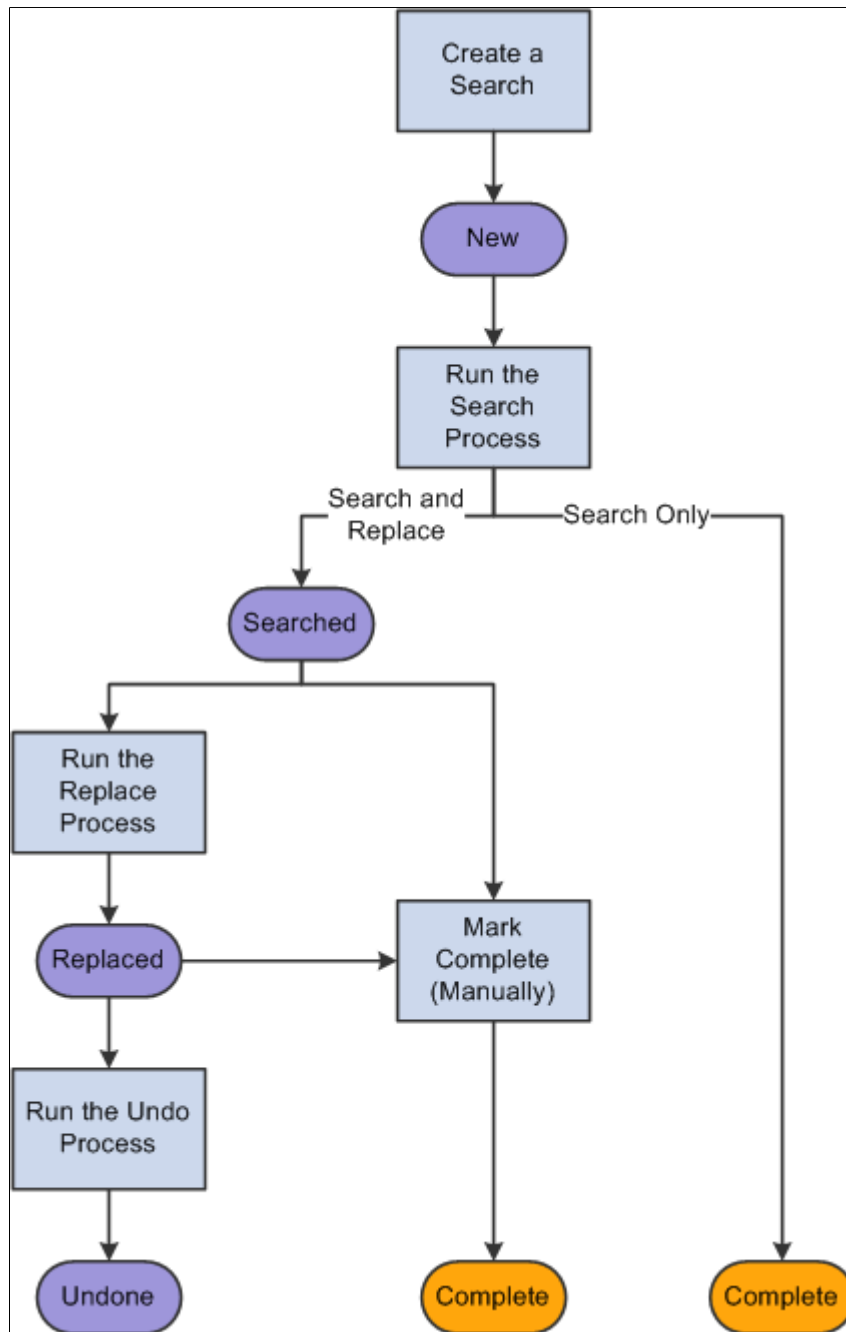 Create a
Search
New
Run the
Search
Process
Search and
Replace
Search Only
Searched
Run the
Replace
Process
Mark
Complete
(Manually)
Replaced
Run the Undo
Process
Undone
Complete
Complete